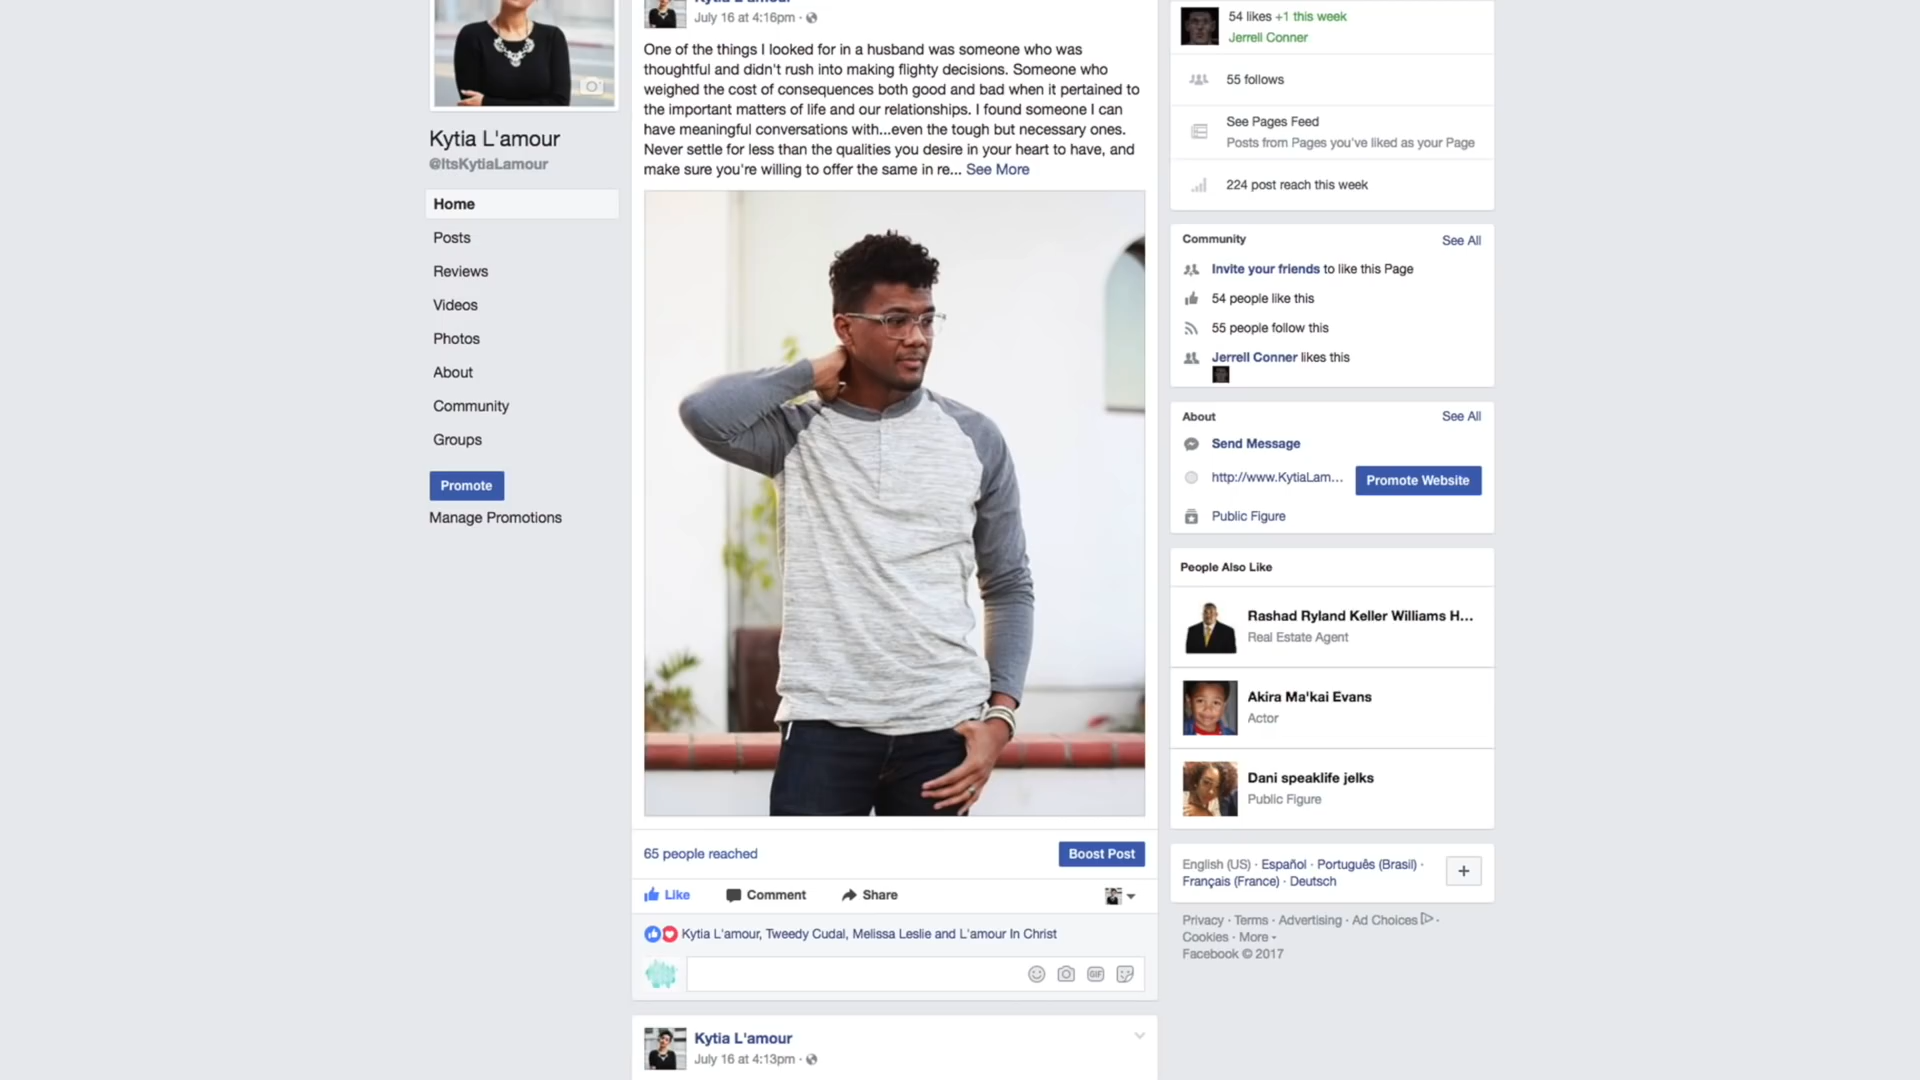 Kytia L'amour
@ItsKytiaLamour
Home
Posts
Reviews
Videos
Photos
About
Community
Groups
Promote
Manage Promotions
July 16 at 4:16pm ·
One of the things I looked for in a husband was someone who was
thoughtful and didn't rush into making flighty decisions. Someone who
weighed the cost of consequences both good and bad when it pertained to
the important matters of life and our relationships. I found someone I can
have meaningful conversations with...even the tough but necessary ones.
Never settle for less than the qualities you desire in your heart to have, and
make sure you're willing to offer the same in re... See More
65 people reached
Boost Post
Like Comment Share
Kytia L'amour, Tweedy Cudal, Melissa Leslie and L'amour In Christ
GIF
Kytia L'amour
July 16 at 4:13pm ·
54 likes +1 this week
Jerrell Conner
55 follows
See Pages Feed
Posts from Pages you've liked as your Page
224 post reach this week
Community See All
Invite your friends to like this Page
54 people like this
55 people follow this
Jerrell Conner likes this
About See All
Send Message
http://www.KytiaLam... Promote Website
Public Figure
People Also Like
Rashad Ryland Keller Williams H...
Real Estate Agent
Akira Ma'kai Evans
Actor
Dani speaklife jelks
Public Figure
English (US) · Español · Português (Brasil) ·
Français (France) · Deutsch
+
Privacy · Terms · Advertising · Ad Choices ·
Cookies · More
Facebook © 2017